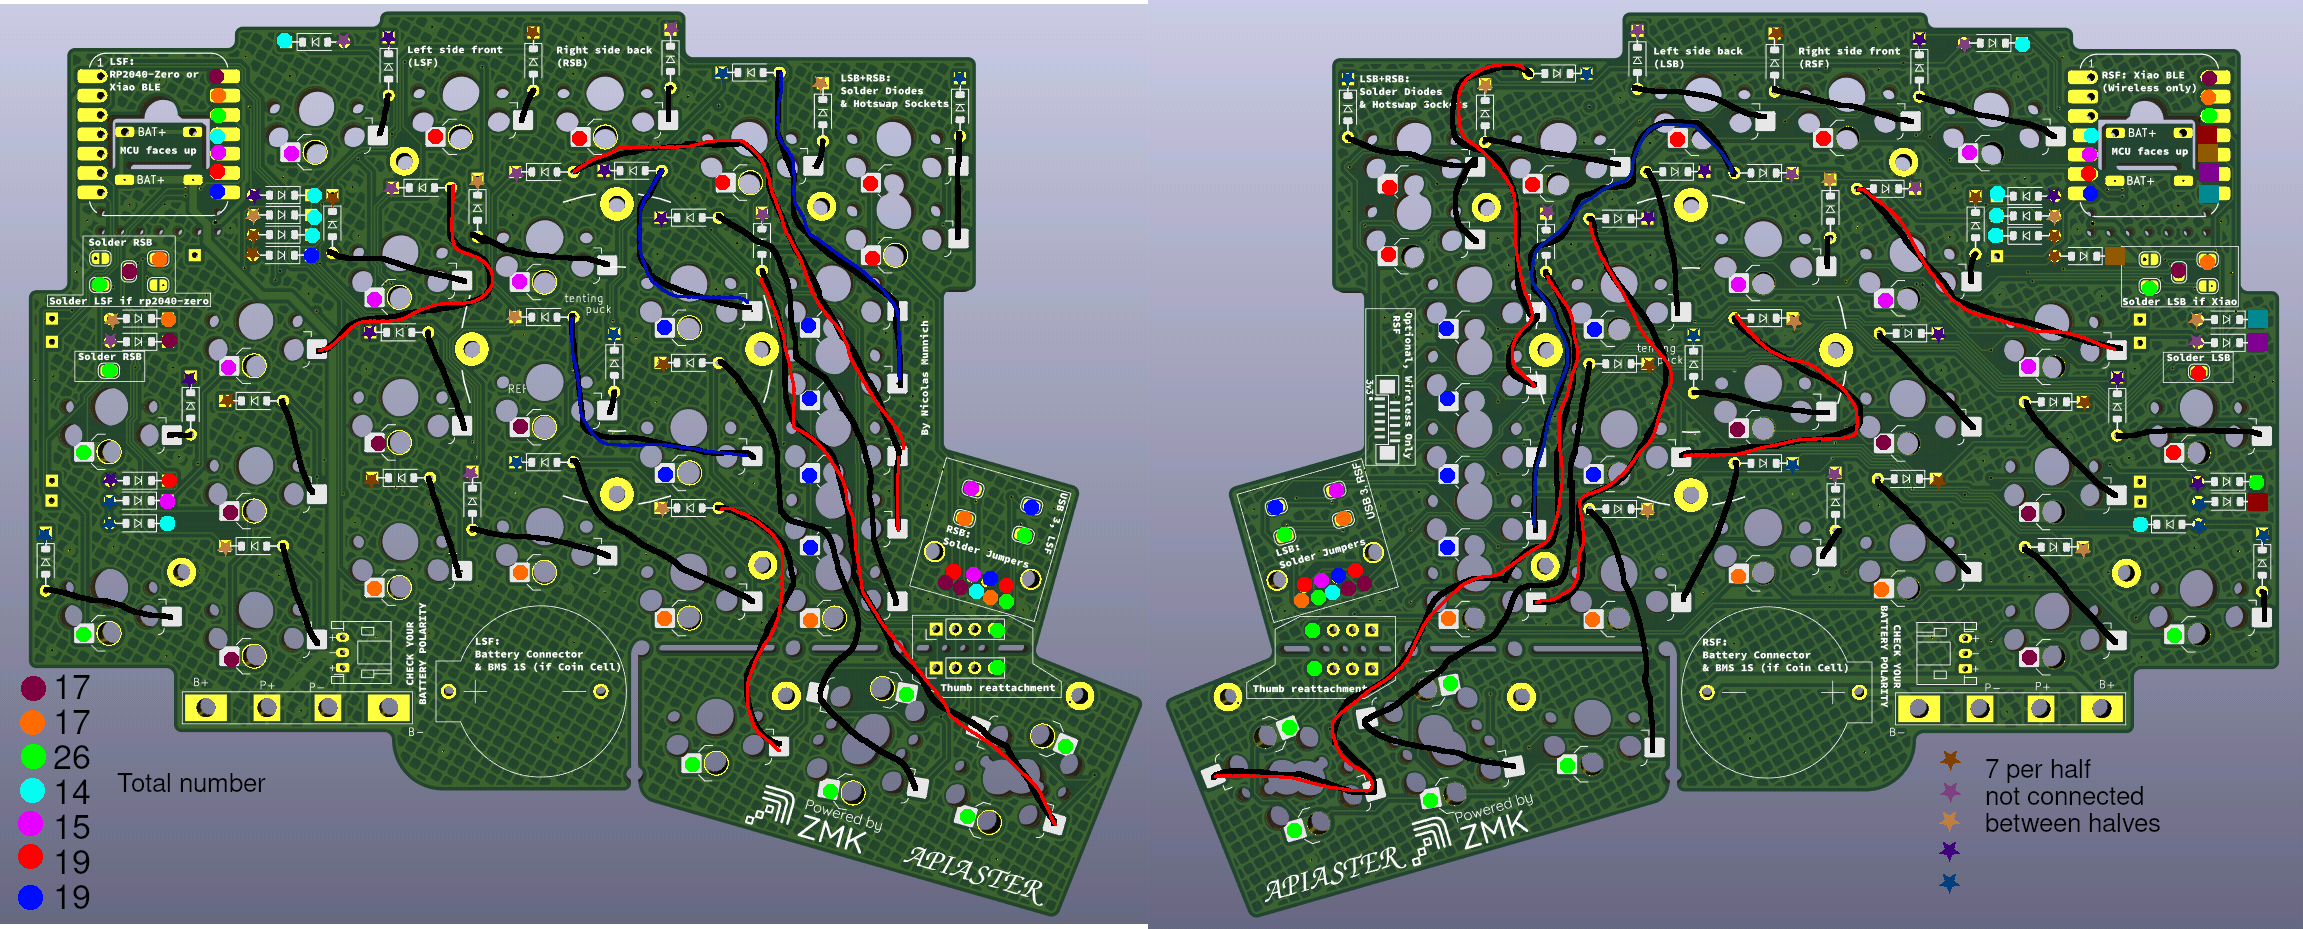 1 LSF:
RP2040-Zero or
Xiao BLE
BAT+
MCU faces up
BAT+
Left side front
(LSF)
Right side back
(RSB)
LSB+RSB:
Solder Diodes
& Hotswap Sockets
Solder RSB
Solder LSF if rp2040-zero
Solder RSB
tenting
puck
By Nicolas Munnich
USB 3, LSF
RSB:
Solder Jumpers
Thumb reattachment
CHECK YOUR
BATTERY POLARITY
LSF:
Battery Connector
& BMS 1S (if Coin Cell)
B+
P+
P-
B-
Powered by
ZMK
APIASTER
17
17
26
14
Total number
15
19
19
LSB+RSB:
Solder Diodes
& Hotswap Sockets
Left side back
(LSB)
Right side front
(RSF)
1
RSF: Xiao BLE
(Wireless only)
BAT+
MCU faces up
BAT+
Solder LSB if Xiao
Solder LSB
Optional, Wireless Only
RSF
tenting
puck
USB3, RSF
LSB:
Solder Jumpers
Thumb reattachment
RSF:
Battery Connector
& BMS 1S (if Coin Cell)
CHECK YOUR
BATTERY POLARITY
P-
P+
B+
B-
Powered by
ZMK
APIASTER
7 per half
not connected
between halves